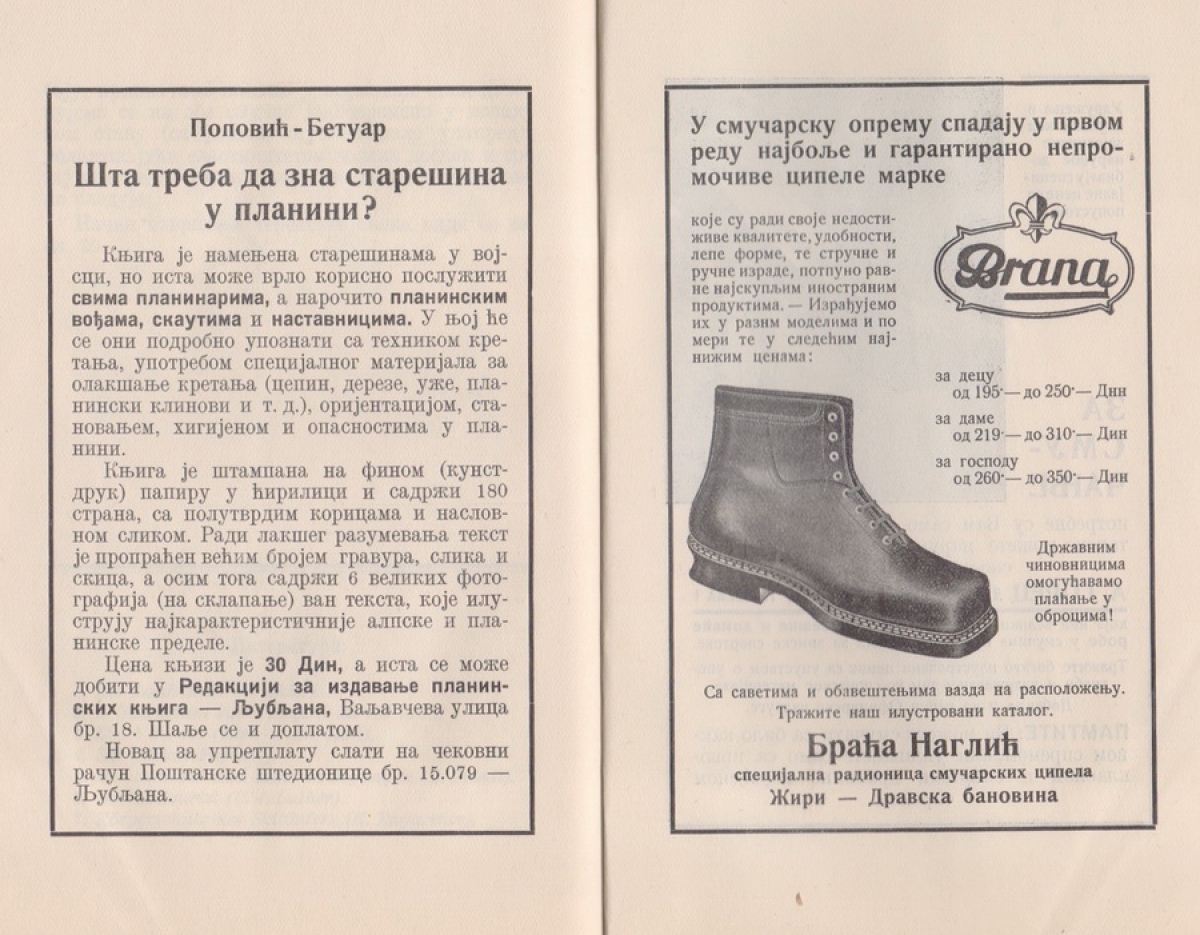 Поповић - Бетуар
Шта треба да зна старешина
у планини?
Књига је намењена старешинама у вој-
сци, но иста може врло корисно послужити
свима планинарима, а нарочито планинским
вођама, скаутима и наставницима. У њој ће
се они подробно упознати са техником кре-
тања, употребом специјалног материјала за
олакшање кретања (цепин, дерезе, уже, пла-
нински клинови и т. д.), оријентацијом, ста-
новањем, хигијеном и опасностима у пла-
нини.
Књига је штампана на фином (кунст-
друк) папиру у ћирилици и садржи 180
страна, са полутврдим корицама и наслов-
ном сликом. Ради лакшег разумевања текст
је пропраћен већим бројем гравура, слика и
скица, а осим тога садржи 6 великих фото-
графија (на склапање) ван текста, које илу-
струју најкарактеристичније алпске и пла-
нинске пределе.
Цена књизи је 30 Дин, а иста се може
добити у Редакцији за издавање планин-
ских књига — Љубљана, Ваљавчева улица
бр. 18. Шаље се и доплатом.
Новац за упретплату слати на чековни
рачун Поштанске штедионице бр. 15.079 —
Љубљана.
У смучарску опрему спадају у првом
реду најбоље и гарантирано непро-
мочиве ципеле марке
које су ради своје недости-
живе квалитете, удобности,
лепе форме, те стручне и
ручне израде, потпуно рав-
не најскупљим иностраним
продуктима. — Израђујемо
их у разим моделима и по
мери те у следећим нај-
нижим ценама:
Brana
за децу
од 195·— до 250·— Днн
за даме
од 219·— до 310·— Дин
за господу
од 260·— до 350·— Дин
Државним
чиновницима
омогућавамо
плаћање у
оброцима!
Са саветима и обавештењима вазда на расположењу.
Тражите наш илустровани каталог.
Браћа Наглић
специјална радионица смучарских ципела
Жири — Дравска бановина